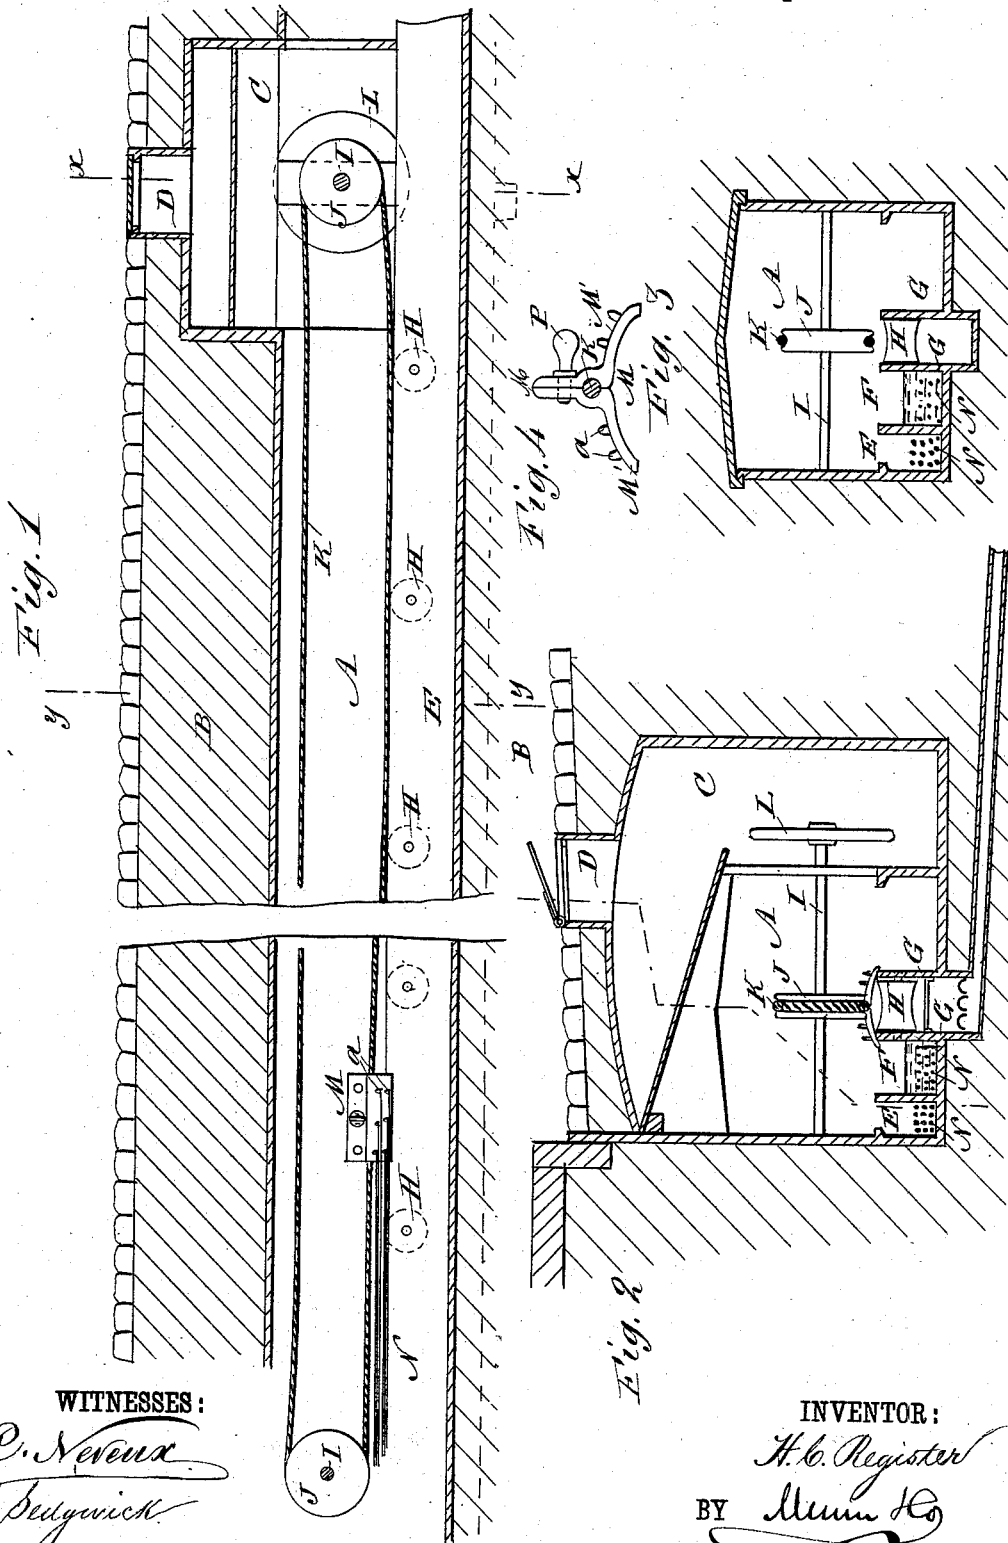 Fig. 1
x
D
C
L
I
J
x
H
K
A
H
y
B
E
y
H
M
a
H
N
J
I
Fig. 4
M
P
K
M'
a
M
M'
Fig. 3
K
A
J
I
G
H
G
E
F
N
N
B
D
C
L
I
A
K
J
G
H
G
F
E
N
N
Fig. 2
WITNESSES:
C. Neveux
Sedgwick
INVENTOR:
H. C. Register
BY Munn & Co